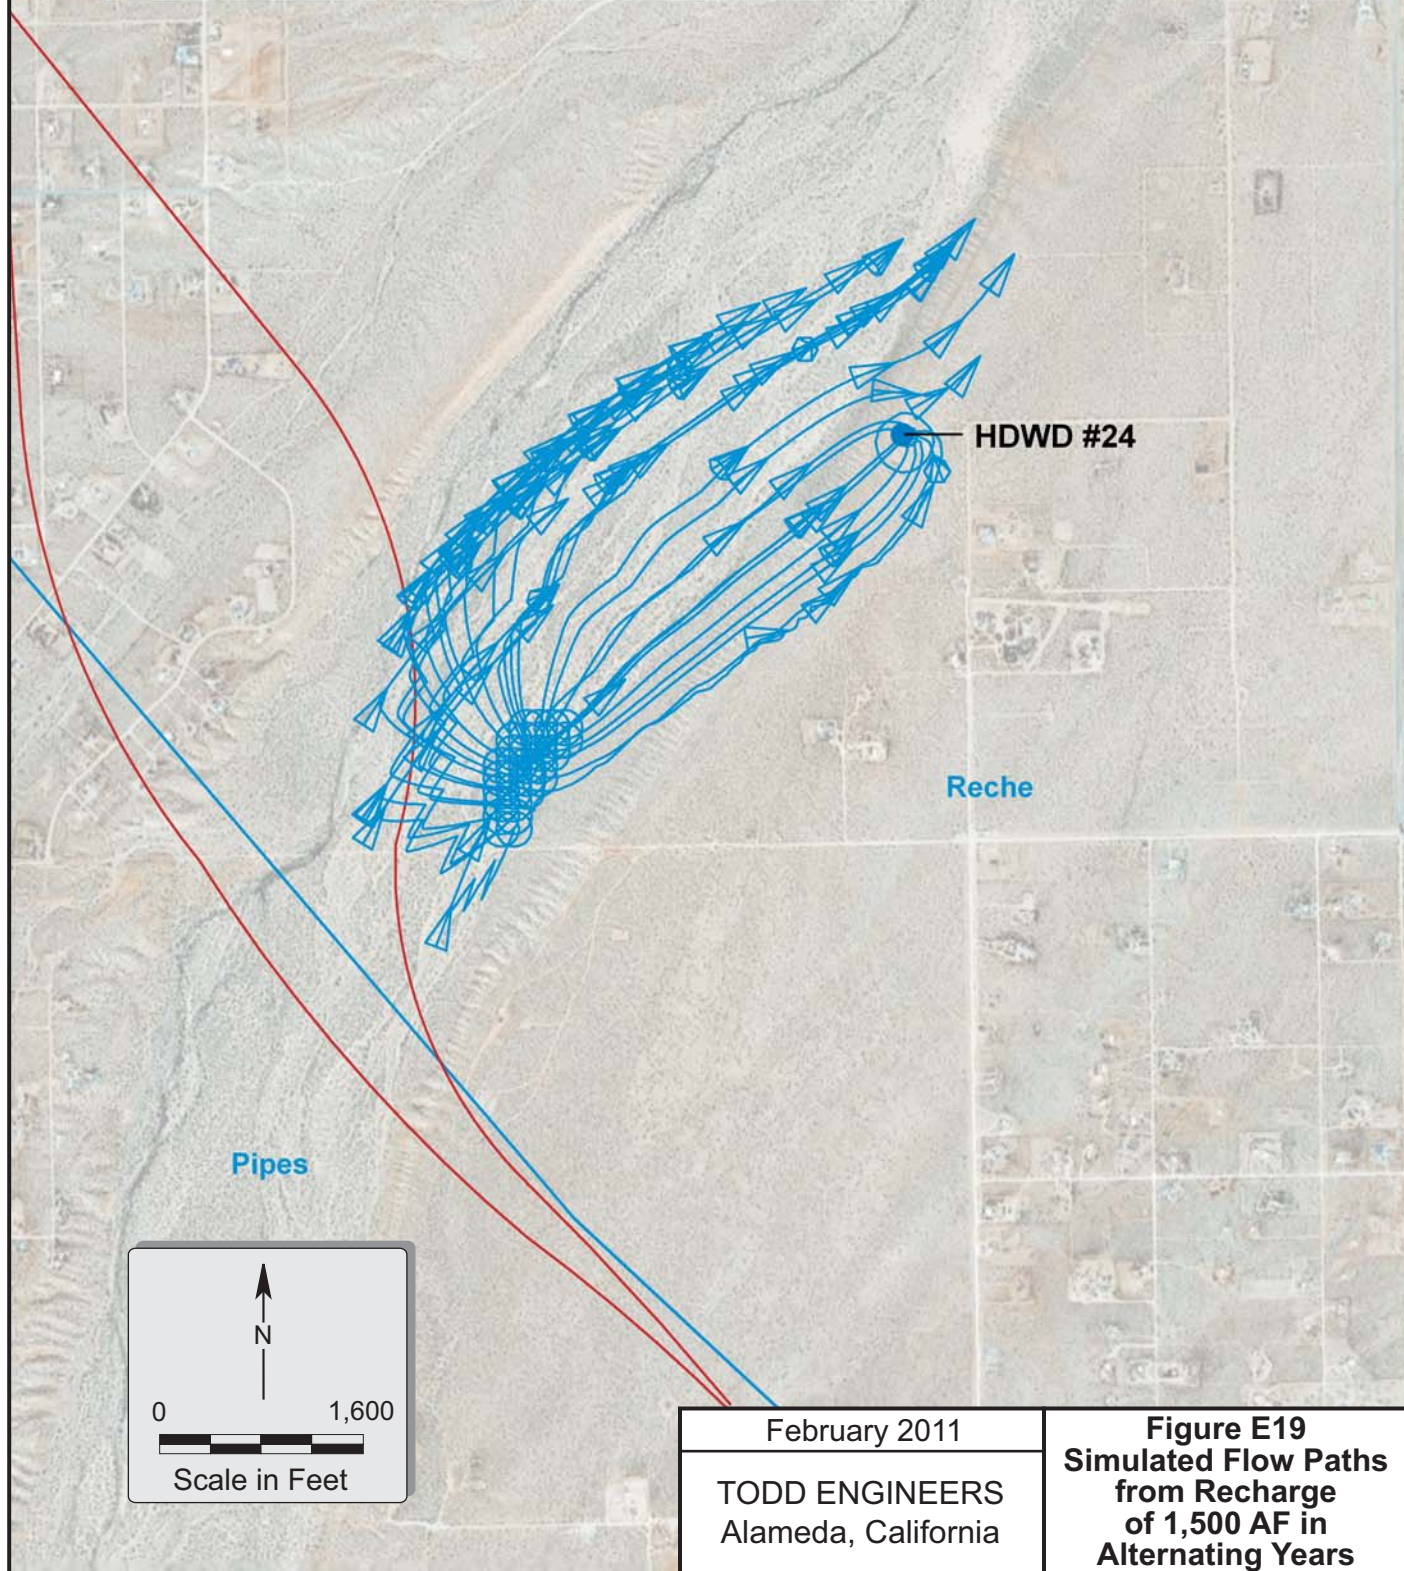 HDWD #24
Reche
Pipes
N
0 1,600
Scale in Feet
February 2011
TODD ENGINEERS
Alameda, California
Figure E19
Simulated Flow Paths
from Recharge
of 1,500 AF in
Alternating Years